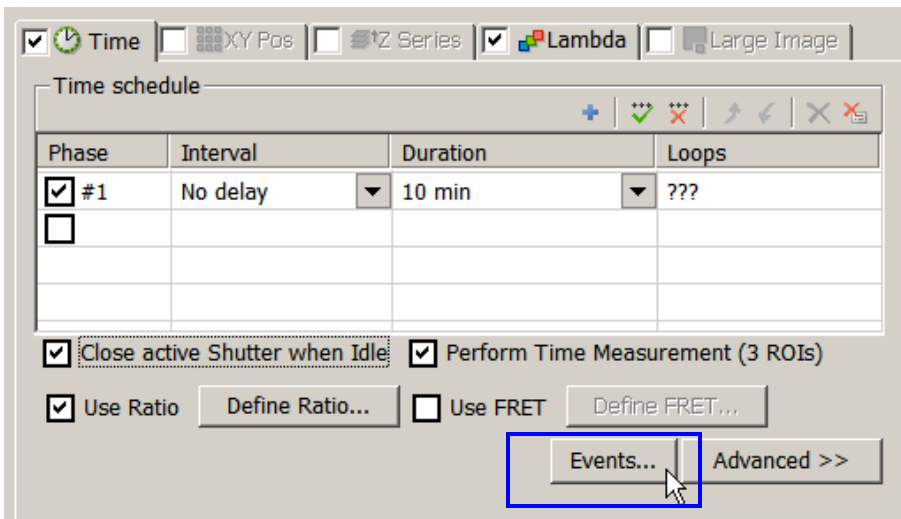 Time XY Pos Z Series Lambda Large Image
Time schedule
Phase Interval Duration Loops
#1 No delay 10 min ???
Close active Shutter when Idle Perform Time Measurement (3 ROIs)
Use Ratio Define Ratio... Use FRET Define FRET...
Events... Advanced >>